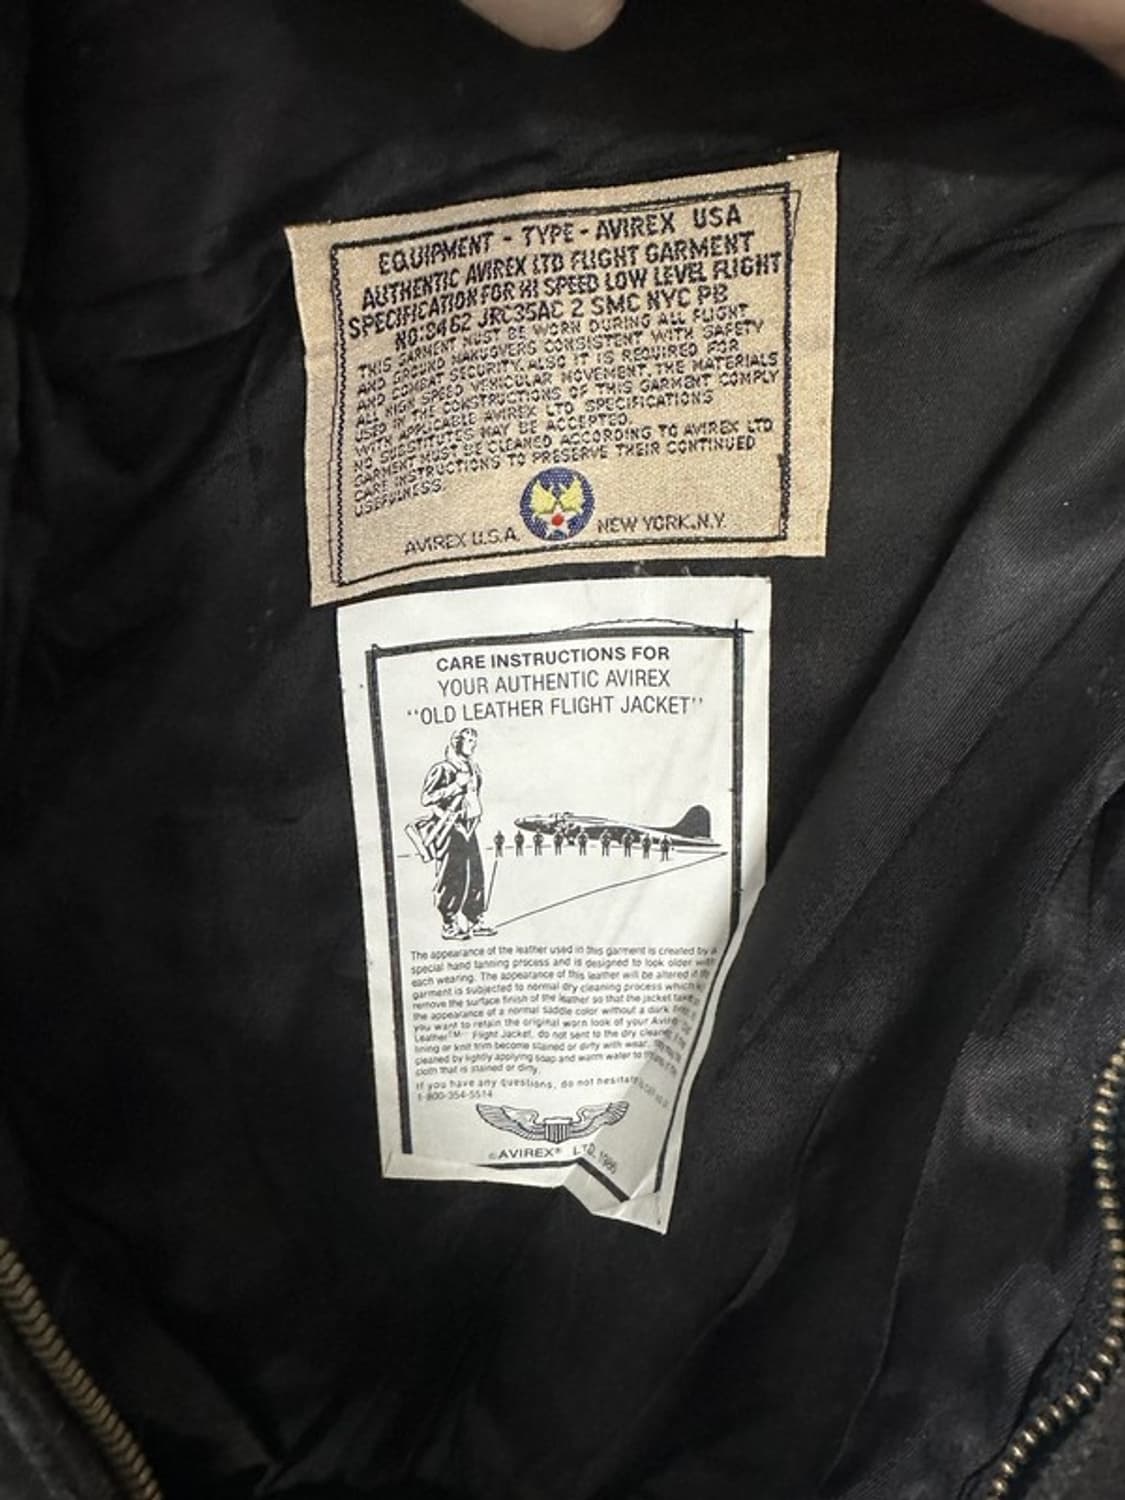 EQUIPMENT - TYPE - AVIREX USA
AUTHENTIC AVIREX LTD FLIGHT GARMENT
SPECIFICATION FOR HI SPEED LOW LEVEL FLIGHT
NO:8462 JRC35AC 2 SMC NYC PB
THIS GARMENT MUST BE WORN DURING ALL FLIGHT
AND GROUND MANUOVERS CONSISTENT WITH SAFETY
AND COMBAT SECURITY. ALSO IT IS REQUIRED FOR
ALL HIGH SPEED VEHICULAR MOVEMENT. THE MATERIALS
USED IN THE CONSTRUCTIONS OF THIS GARMENT COMPLY
WITH APPLICABLE AVIREX LTD SPECIFICATIONS
NO SUBSTITUTES MAY BE ACCEPTED.
GARMENT MUST BE CLEANED ACCORDING TO AVIREX LTD
CARE INSTRUCTIONS TO PRESERVE THEIR CONTINUED
USEFULNESS.
AVIREX U.S.A. NEW YORK, N.Y.
CARE INSTRUCTIONS FOR
YOUR AUTHENTIC AVIREX
"OLD LEATHER FLIGHT JACKET"
The appearance of the leather used in this garment is created by a
special hand tanning process and is designed to look older with
each wearing. The appearance of this leather will be altered if the
garment is subjected to normal dry cleaning process which
remove the surface finish of the leather so that the jacket takes
the appearance of a normal saddle color without a dark
you want to retain the original worn look of your Avirex
Leather™ Flight Jacket, do not send to the dry cleaner.
lining or knit trim become stained or dirty with wear,
cleaned by lightly applying soap and warm water to
cloth that is stained or dirty.
If you have any questions, do not hesitate
1-800-354-5514
©AVIREX® LTD. 1986